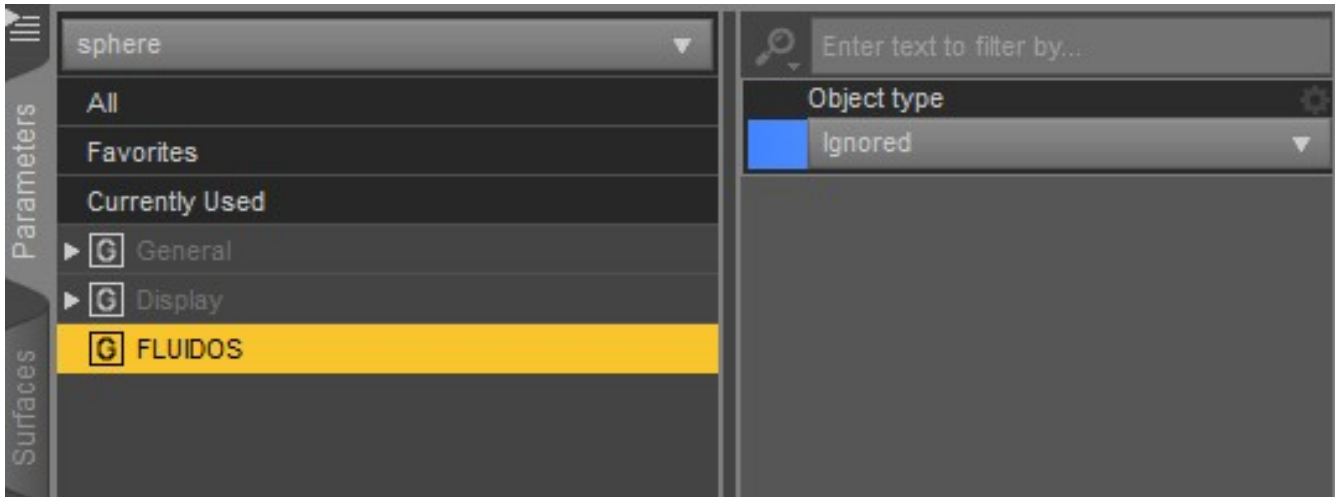 Parameters
Surfaces
sphere
All
Favorites
Currently Used
G General
G Display
G FLUIDOS
Enter text to filter by...
Object type
Ignored